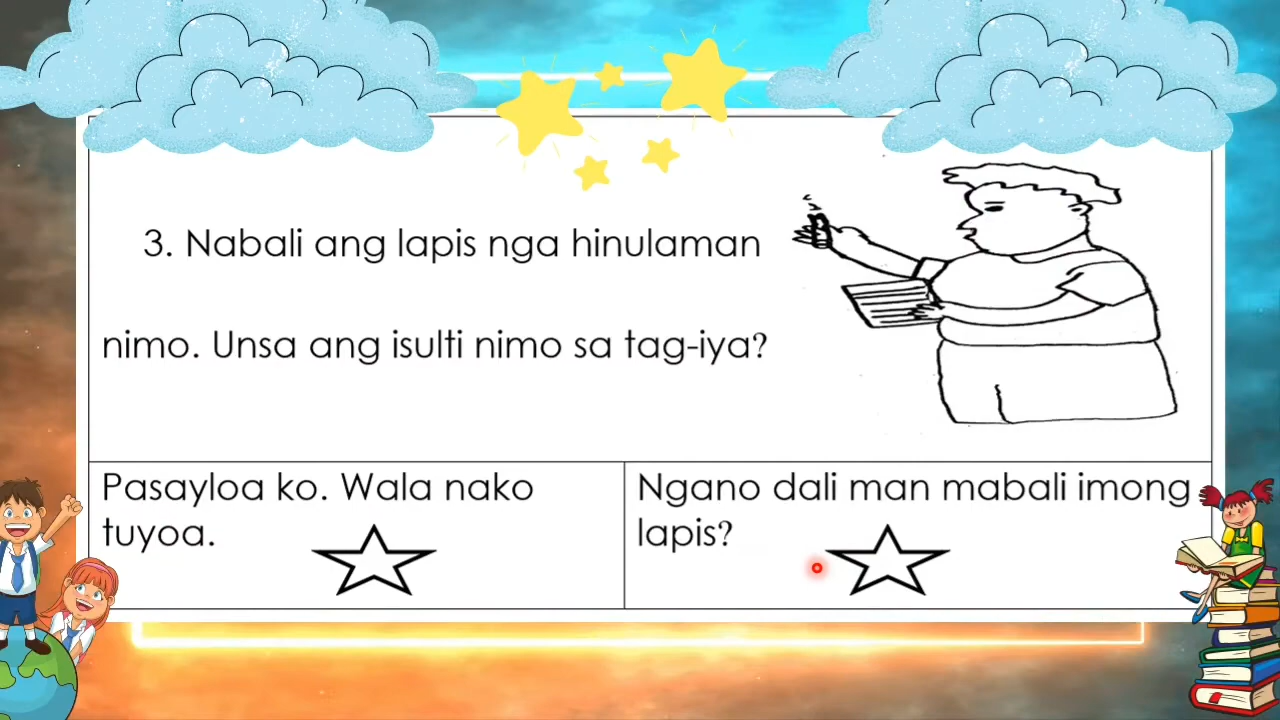 3. Nabali ang lapis nga hinulaman
nimo. Unsa ang isulti nimo sa tag-iya?
Pasayloa ko. Wala nako
tuyoa.
Ngano dali man mabali imong
lapis?